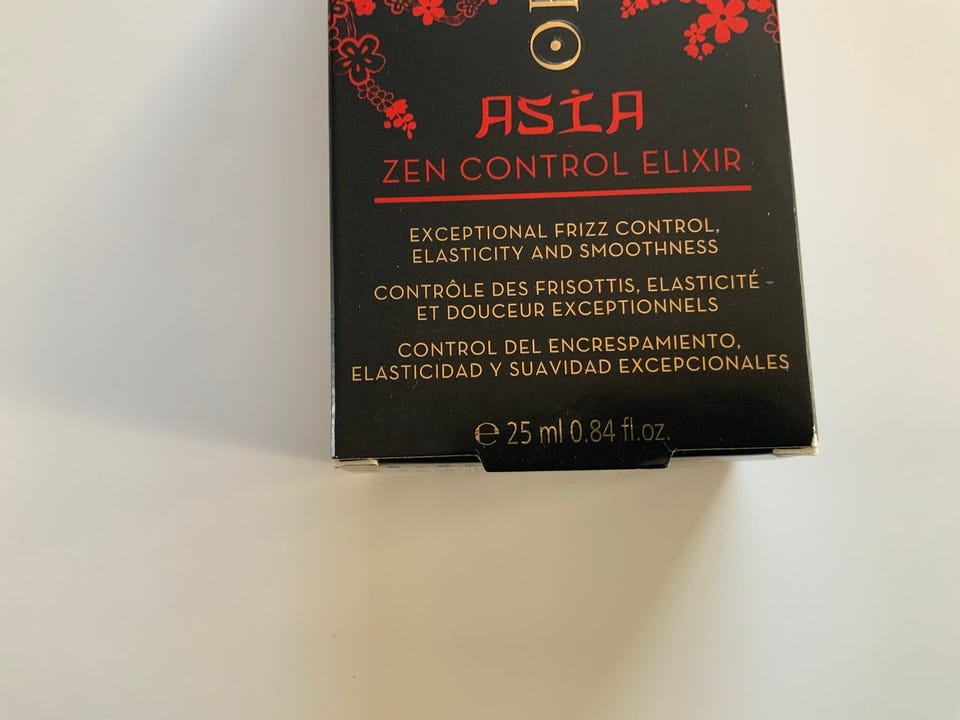 ASIA
ZEN CONTROL ELIXIR
EXCEPTIONAL FRIZZ CONTROL,
ELASTICITY AND SMOOTHNESS
CONTRÔLE DES FRISOTTIS, ELASTICITÉ
ET DOUCEUR EXCEPTIONNELS
CONTROL DEL ENCRESPAMIENTO,
ELASTICIDAD Y SUAVIDAD EXCEPCIONALES
℮ 25 ml 0.84 fl.oz.